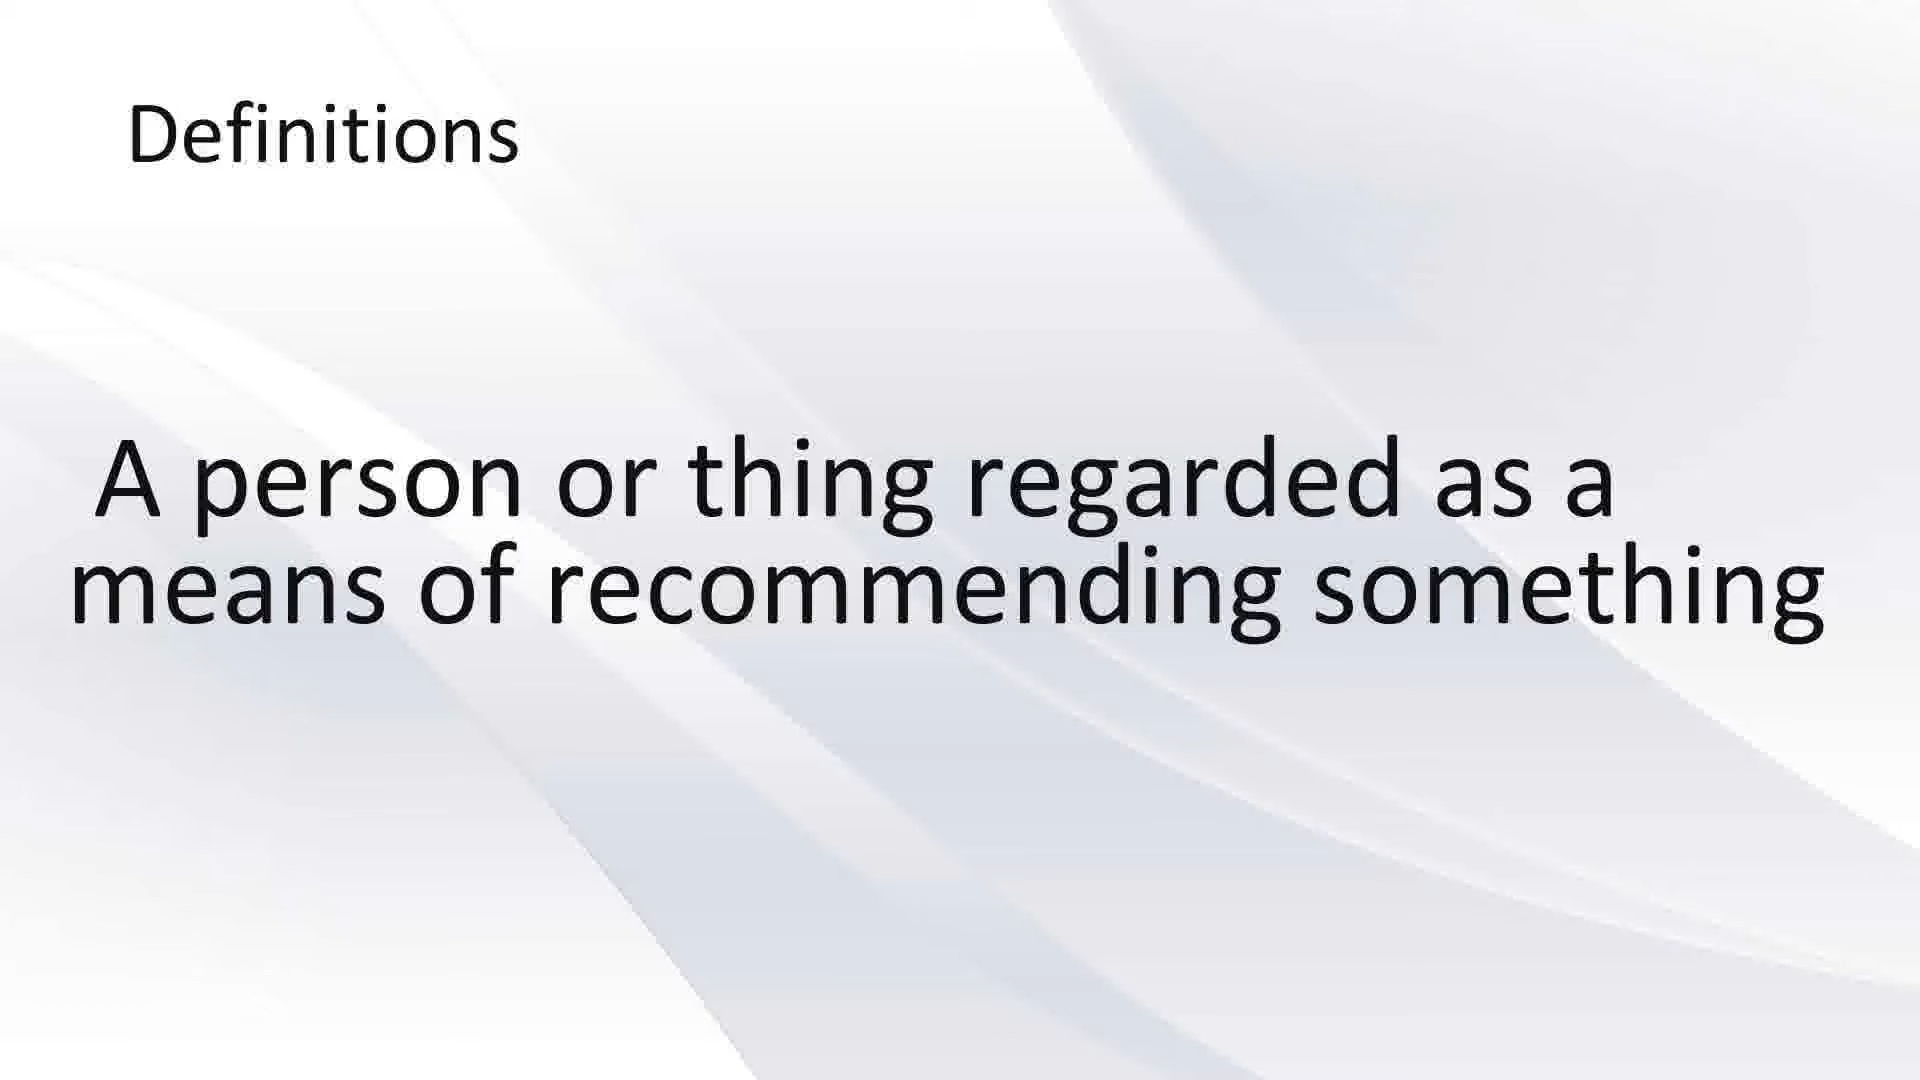 Definitions
A person or thing regarded as a
means of recommending something